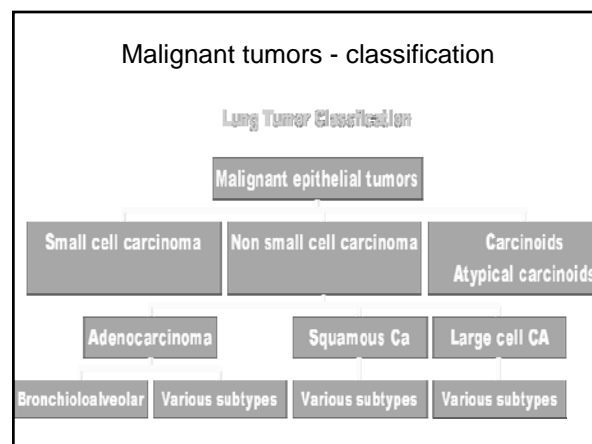 Malignant tumors - classification
Lung Tumor Classfication
Malignant epithelial tumors
Small cell carcinoma
Non small cell carcinoma
Carcinoids
Atypical carcinoids
Adenocarcinoma
Squamous Ca
Large cell CA
Bronchioloalveolar
Various subtypes
Various subtypes
Various subtypes